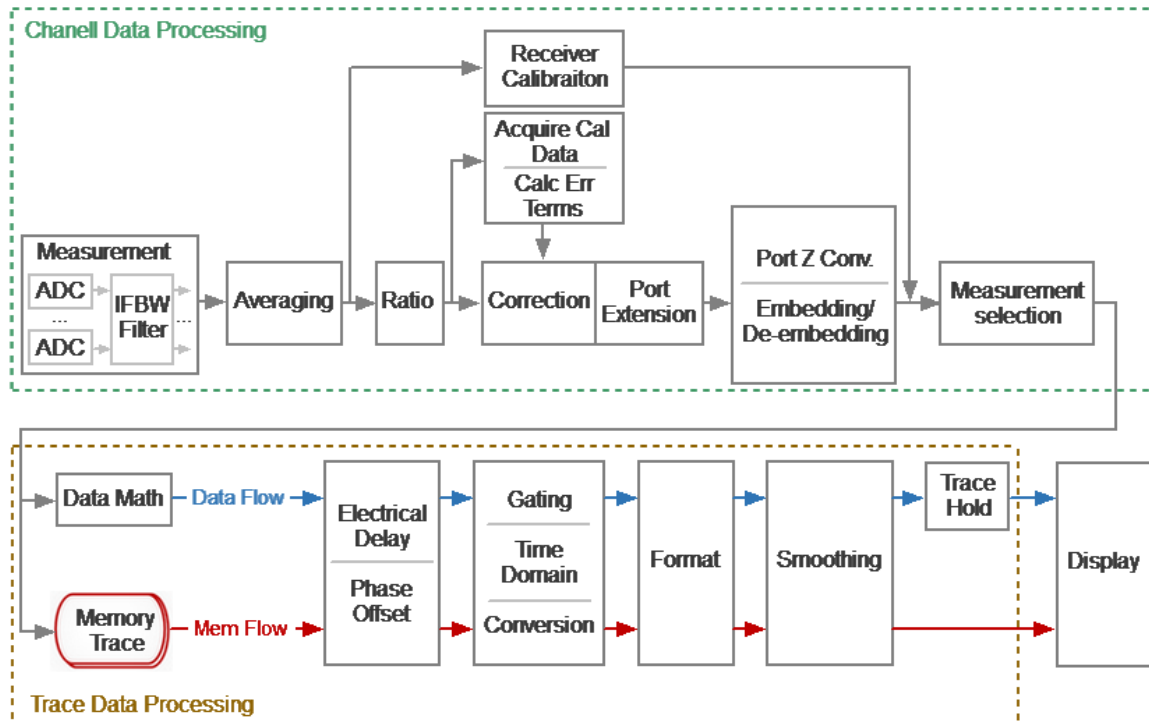 Chanell Data Processing
Receiver
Calibraiton
Acquire Cal
Data
Calc Err
Terms
Measurement
ADC
...
ADC
IFBW
Filter
...
Averaging
Ratio
Correction
Port
Extension
Port Z Conv.
Embedding/
De-embedding
Measurement
selection
Data Math
Data Flow
Memory
Trace
Mem Flow
Electrical
Delay
Phase
Offset
Gating
Time
Domain
Conversion
Format
Smoothing
Trace
Hold
Display
Trace Data Processing